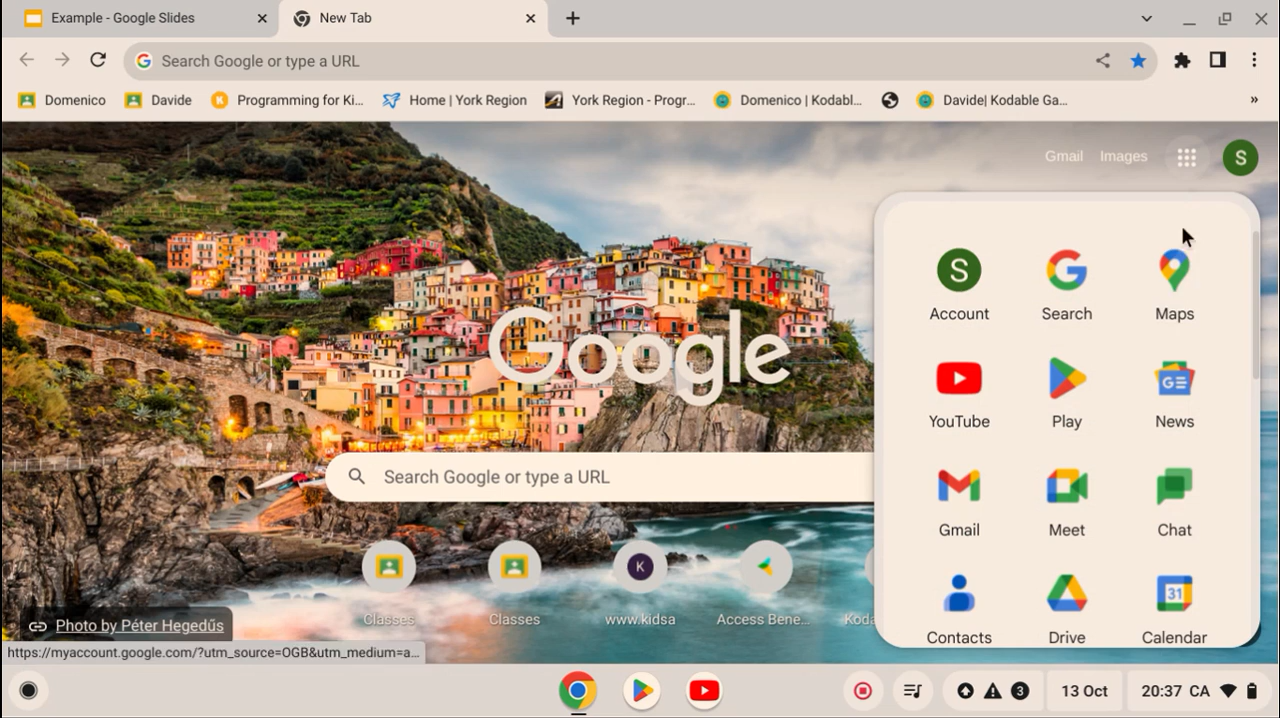 Example - Google Slides
New Tab
Search Google or type a URL
Domenico
Davide
Programming for Ki...
Home | York Region
York Region - Progr...
Domenico | Kodabl...
Davide| Kodable Ga...
»
Gmail
Images
S
Google
Search Google or type a URL
S
Account
Search
Maps
YouTube
Play
News
Gmail
Meet
Chat
31
Contacts
Drive
Calendar
K
Classes
Classes
www.kidsa
Access Bene...
Koda
Photo by Péter Hegedűs
https://myaccount.google.com/?utm_source=OGB&utm_medium=a...
3
13 Oct
20:37 CA